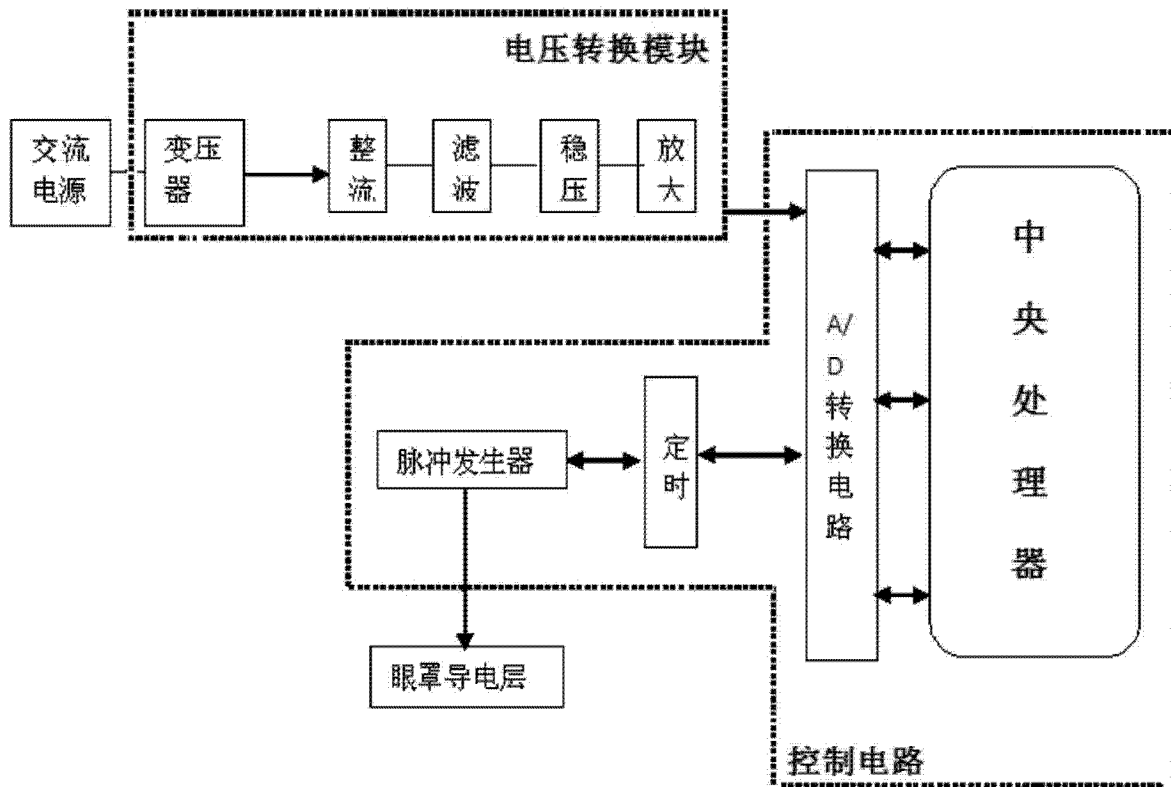 电压转换模块
交流
电源
变压
器
整
流
滤
波
稳
压
放
大
中
央
处
理
器
A/
D
转
换
电
路
定
时
脉冲发生器
眼罩导电层
控制电路